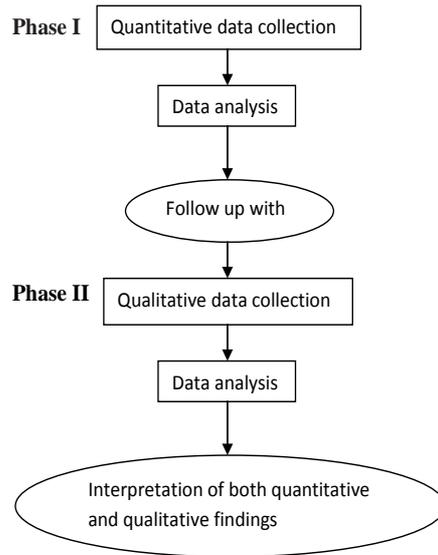 Phase I
Quantitative data collection
Data analysis
Follow up with
Phase II
Qualitative data collection
Data analysis
Interpretation of both quantitative
and qualitative findings